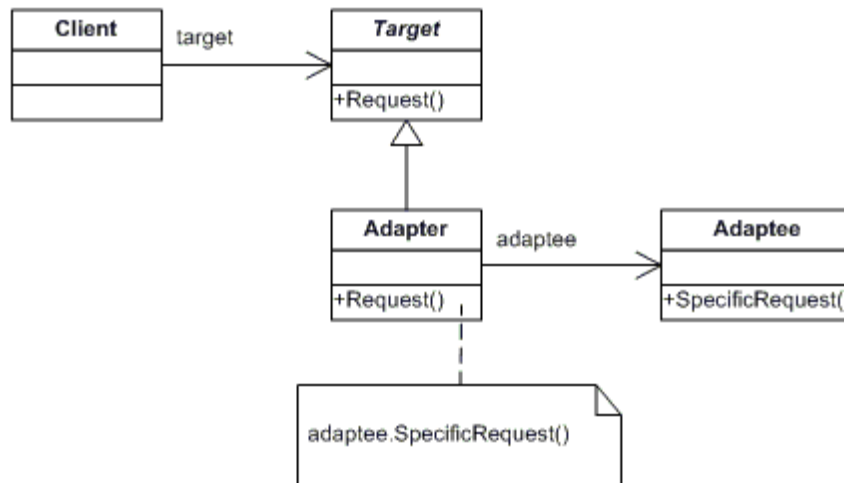 Client
target
Target
+Request()
Adapter
adaptee
Adaptee
+Request()
+SpecificRequest(
adaptee.SpecificRequest()